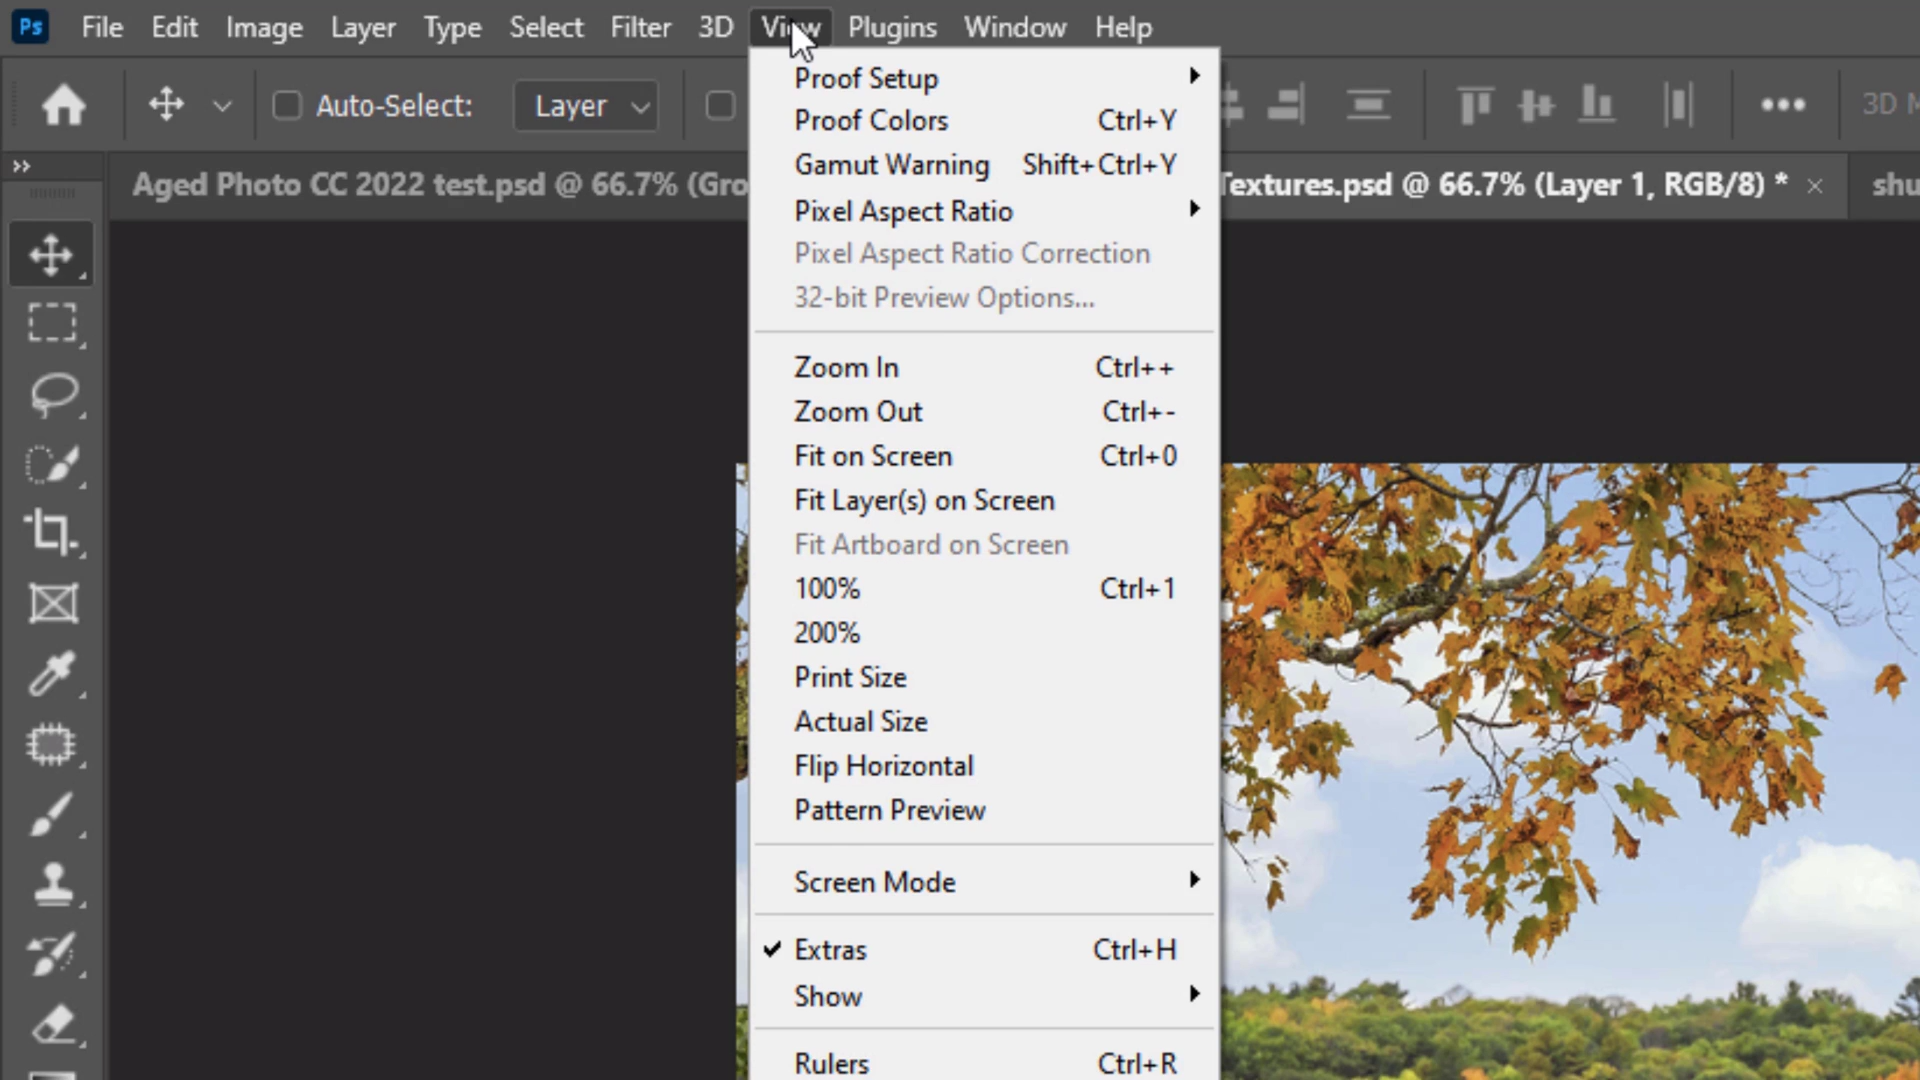 Ps File Edit Image Layer Type Select Filter 3D View Plugins Window Help
Auto-Select: Layer 3D
Aged Photo CC 2022 test.psd @ 66.7% (Gro Textures.psd @ 66.7% (Layer 1, RGB/8) * × shu
Proof Setup
Proof Colors Ctrl+Y
Gamut Warning Shift+Ctrl+Y
Pixel Aspect Ratio
Pixel Aspect Ratio Correction
32-bit Preview Options...
Zoom In Ctrl++
Zoom Out Ctrl+-
Fit on Screen Ctrl+0
Fit Layer(s) on Screen
Fit Artboard on Screen
100% Ctrl+1
200%
Print Size
Actual Size
Flip Horizontal
Pattern Preview
Screen Mode
Extras Ctrl+H
Show
Rulers Ctrl+R